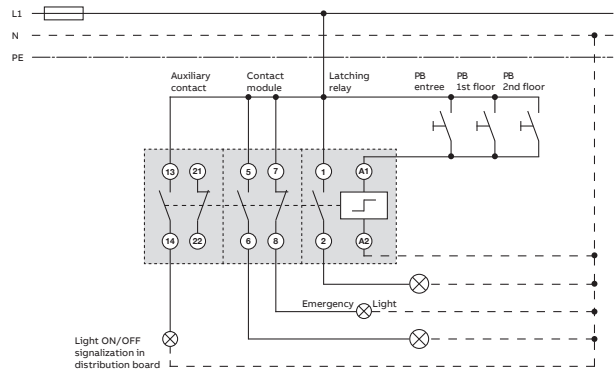 L1
N
PE
Auxiliary
contact
Contact
module
Latching
relay
PB
entree
PB
1st floor
PB
2nd floor
13
21
5
7
1
A1
14
22
6
8
2
A2
Emergency
Light
Light ON/OFF
signalization in
distribution board